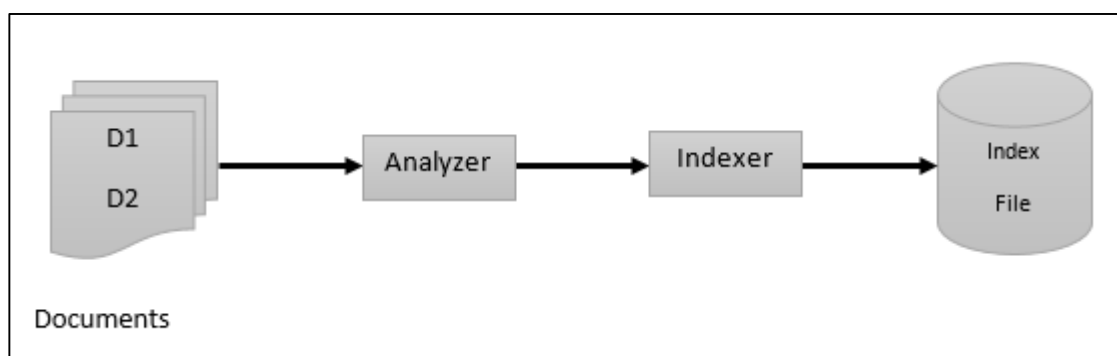 D1
D2
Documents
Analyzer
Indexer
Index
File